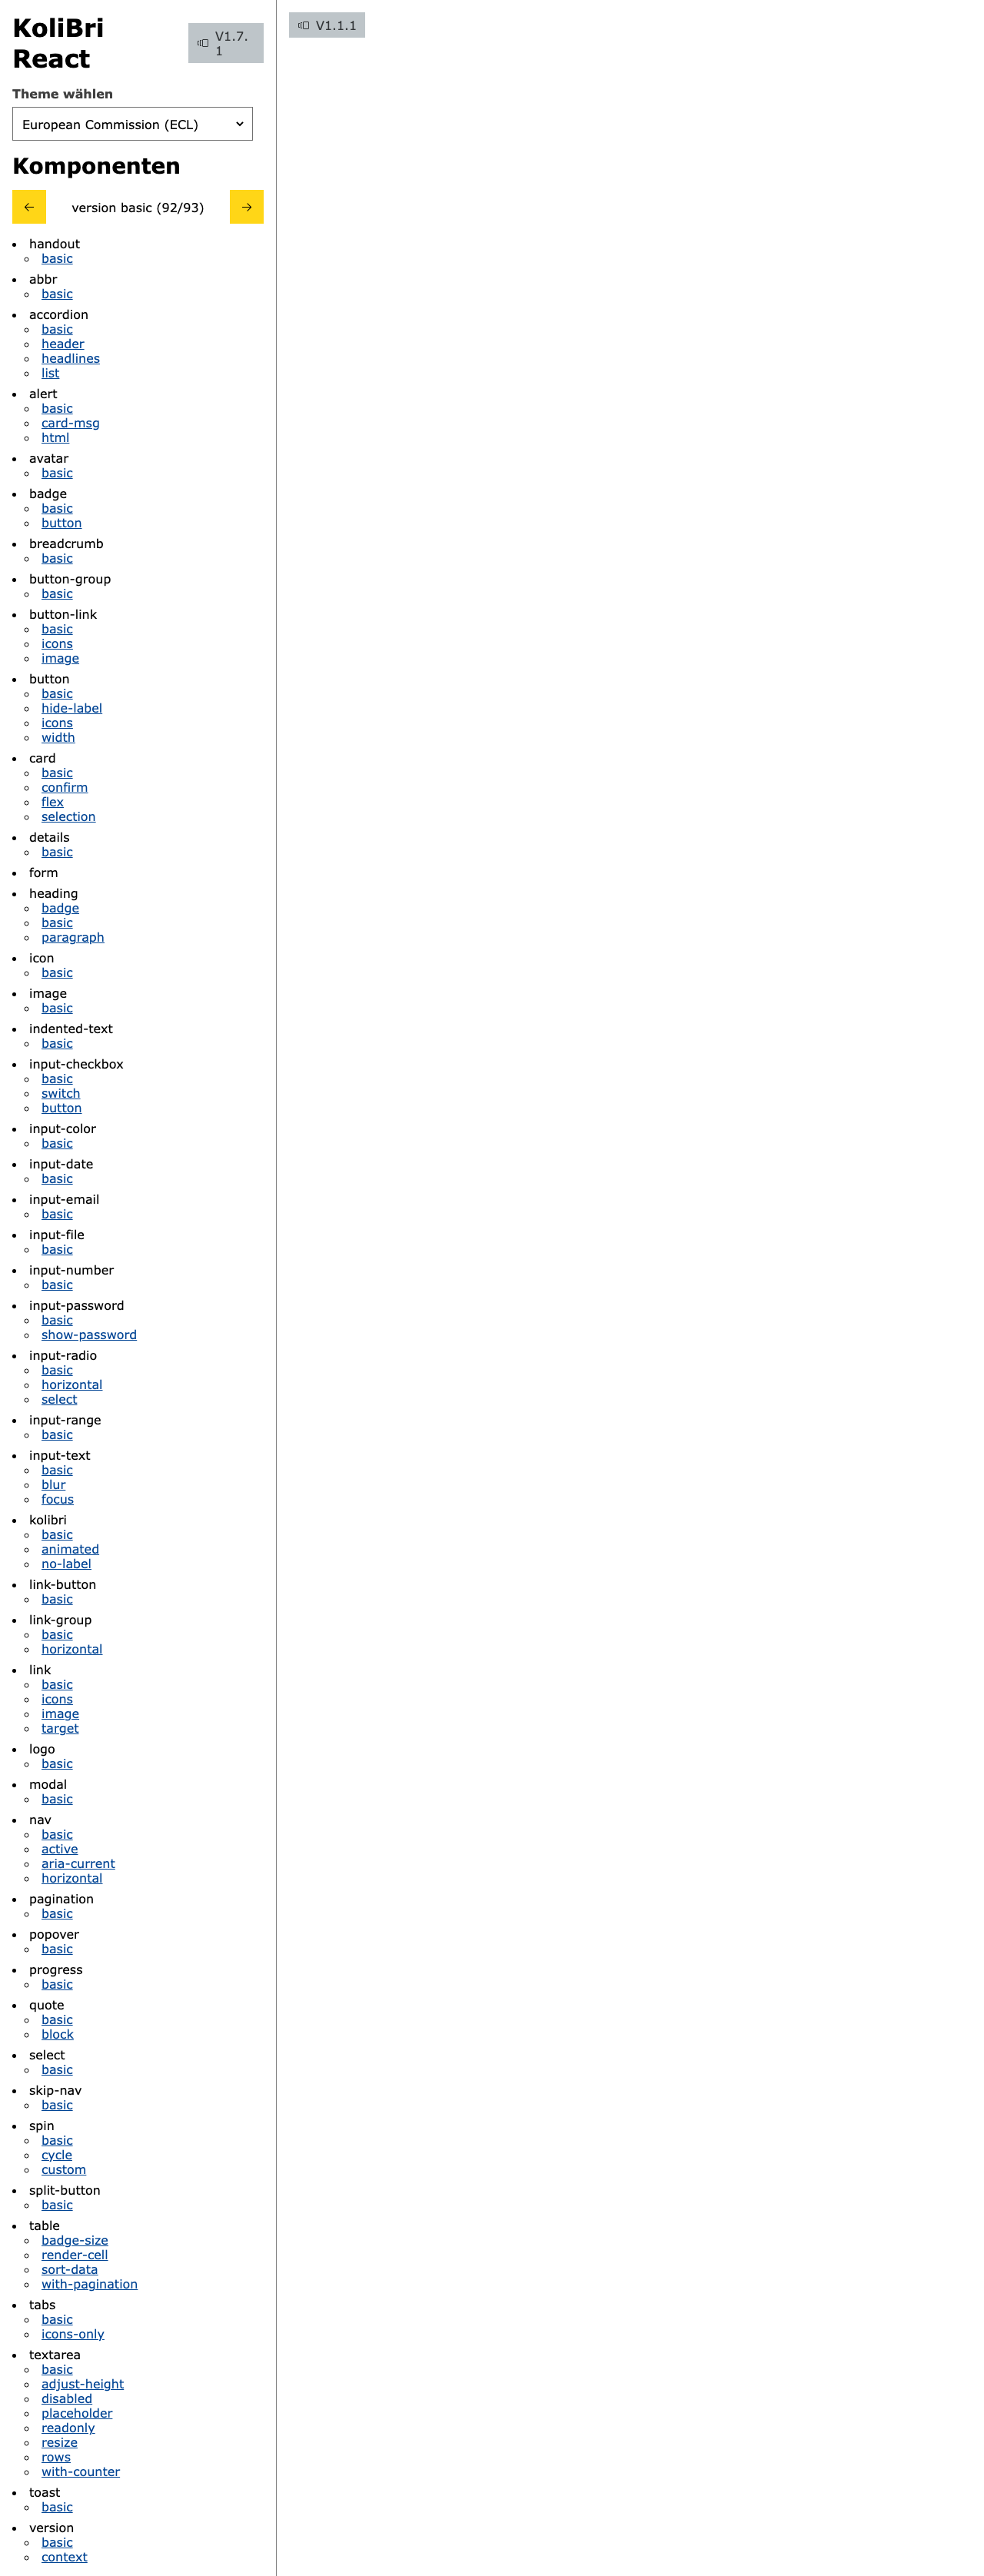 KoliBri
React
V1.7.
1
Theme wählen
European Commission (ECL)
Komponenten
← version basic (92/93) →
handout
basic
abbr
basic
accordion
basic
header
headlines
list
alert
basic
card-msg
html
avatar
basic
badge
basic
button
breadcrumb
basic
button-group
basic
button-link
basic
icons
image
button
basic
hide-label
icons
width
card
basic
confirm
flex
selection
details
basic
form
heading
badge
basic
paragraph
icon
basic
image
basic
indented-text
basic
input-checkbox
basic
switch
button
input-color
basic
input-date
basic
input-email
basic
input-file
basic
input-number
basic
input-password
basic
show-password
input-radio
basic
horizontal
select
input-range
basic
input-text
basic
blur
focus
kolibri
basic
animated
no-label
link-button
basic
link-group
basic
horizontal
link
basic
icons
image
target
logo
basic
modal
basic
nav
basic
active
aria-current
horizontal
pagination
basic
popover
basic
progress
basic
quote
basic
block
select
basic
skip-nav
basic
spin
basic
cycle
custom
split-button
basic
table
badge-size
render-cell
sort-data
with-pagination
tabs
basic
icons-only
textarea
basic
adjust-height
disabled
placeholder
readonly
resize
rows
with-counter
toast
basic
version
basic
context
V1.1.1